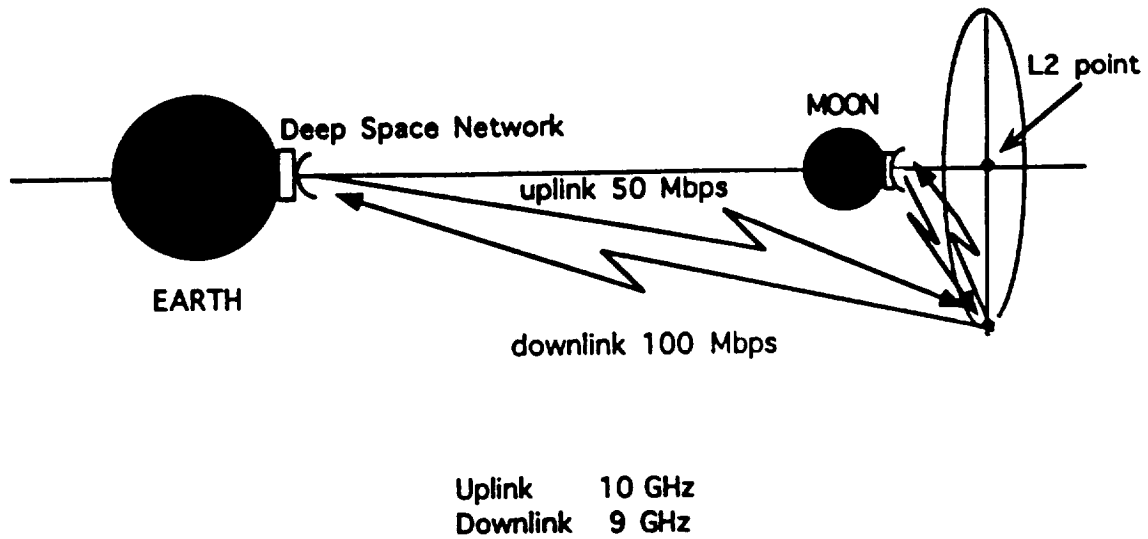 L2 point
MOON
Deep Space Network
uplink 50 Mbps
EARTH
downlink 100 Mbps
Uplink 10 GHz
Downlink 9 GHz